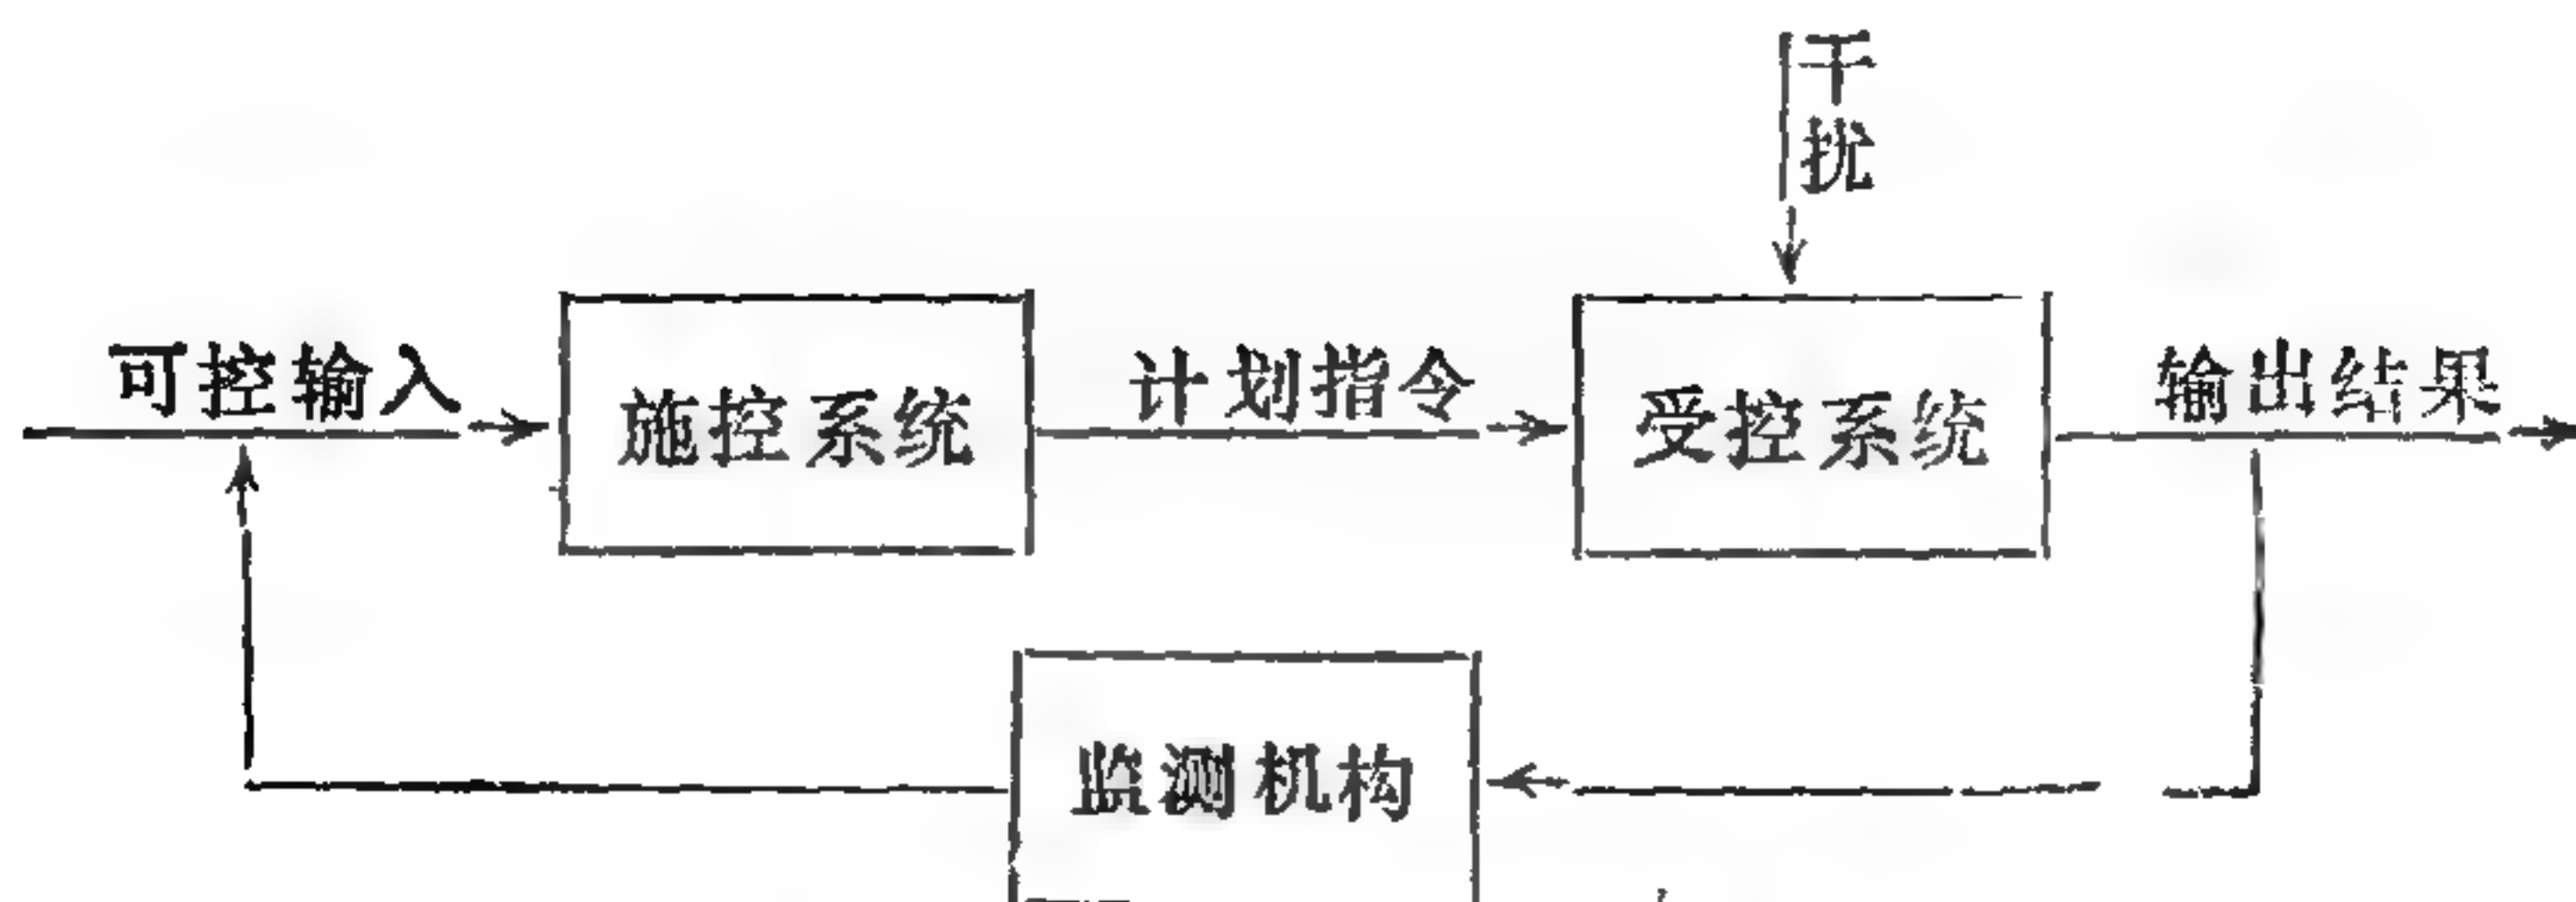 干扰
可控输入
施控系统
计划指令
受控系统
输出结果
监测机构